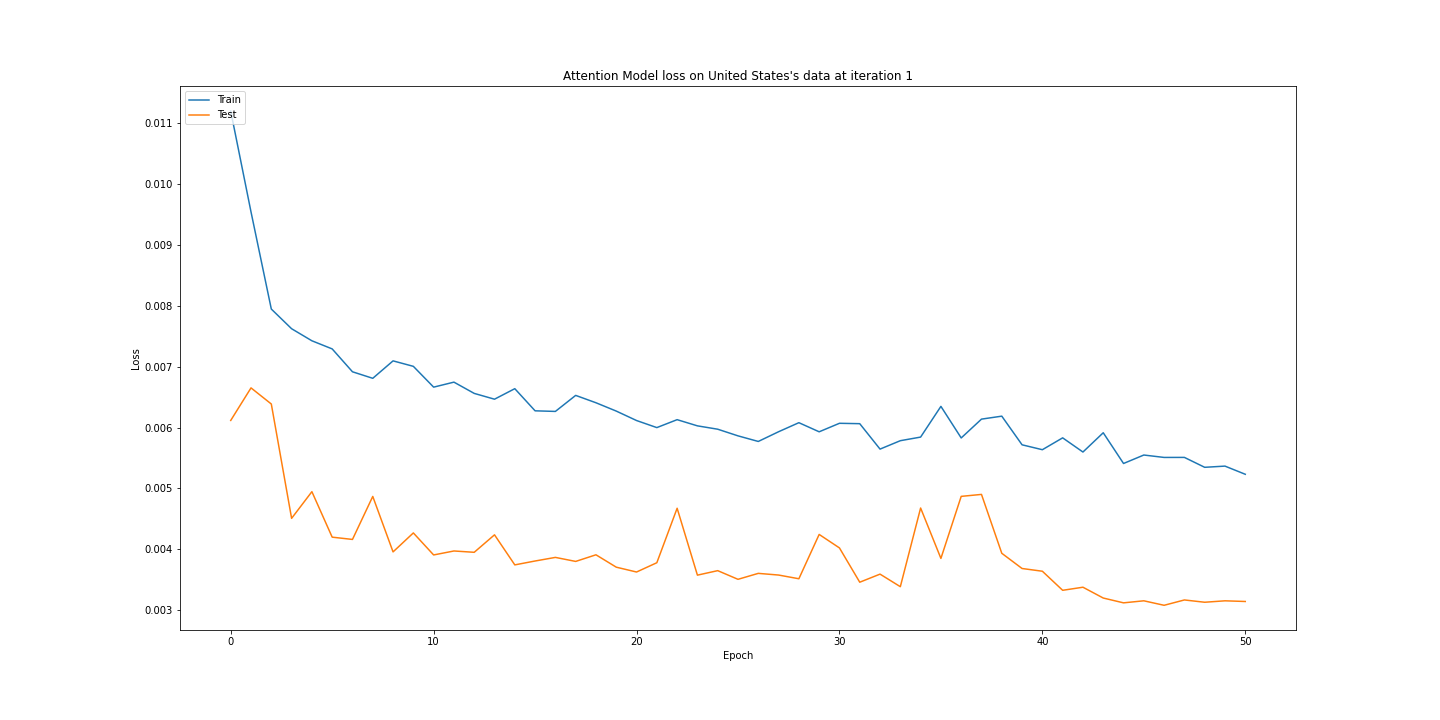 Attention Model loss on United States's data at iteration 1
Train
Test
0.011
0.010
0.009
0.008
0.007
0.006
0.005
0.004
0.003
Loss
0 10 20 30 40 50
Epoch